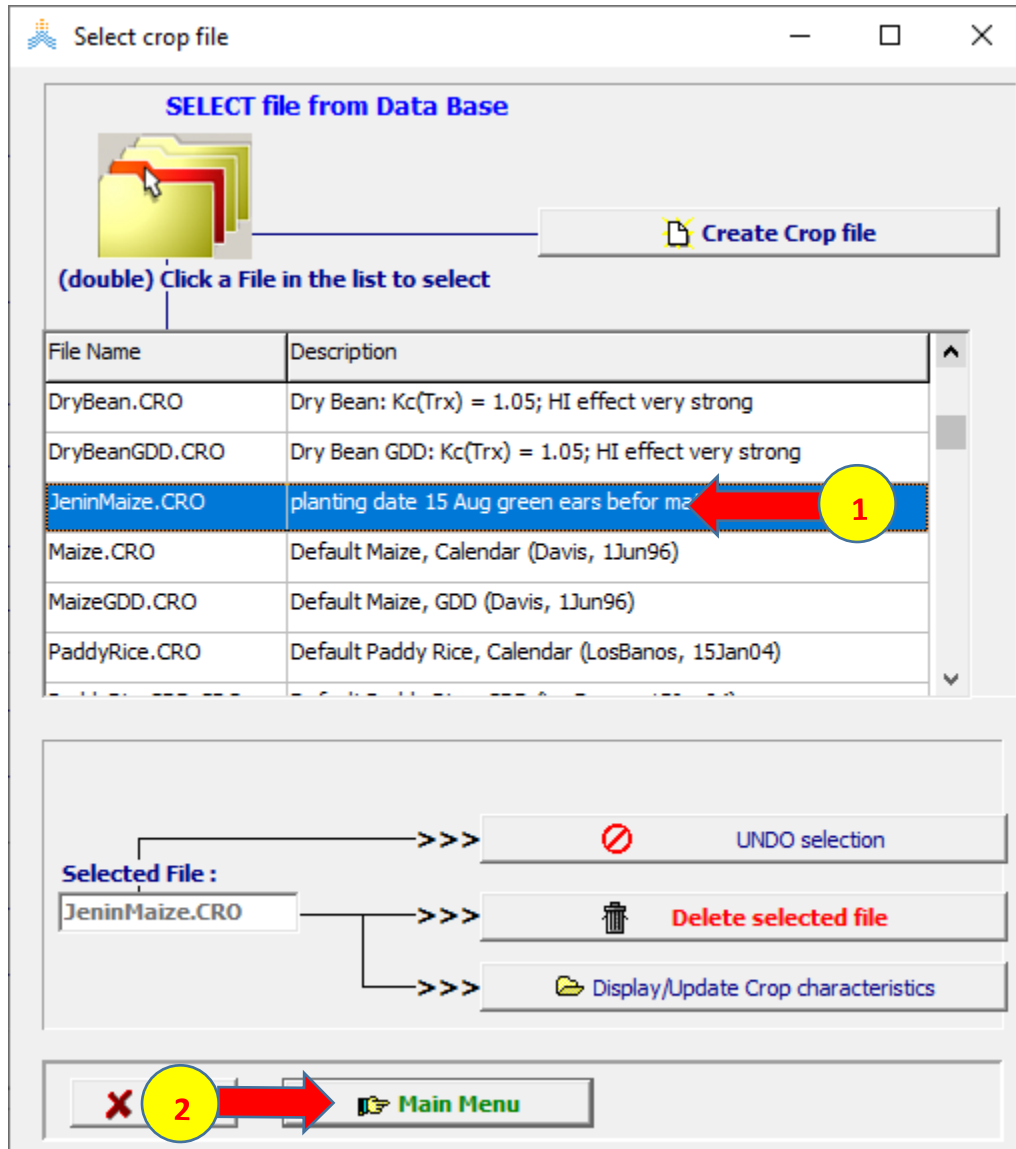 Select crop file
SELECT file from Data Base
Create Crop file
(double) Click a File in the list to select
File Name Description
DryBean.CRO Dry Bean: Kc(Trx) = 1.05; HI effect very strong
DryBeanGDD.CRO Dry Bean GDD: Kc(Trx) = 1.05; HI effect very strong
JeninMaize.CRO planting date 15 Aug green ears befor 1
Maize.CRO Default Maize, Calendar (Davis, 1Jun96)
MaizeGDD.CRO Default Maize, GDD (Davis, 1Jun96)
PaddyRice.CRO Default Paddy Rice, Calendar (LosBanos, 15Jan04)
>>> UNDO selection
Selected File :
JeninMaize.CRO >>> Delete selected file
>>> Display/Update Crop characteristics
2 Main Menu